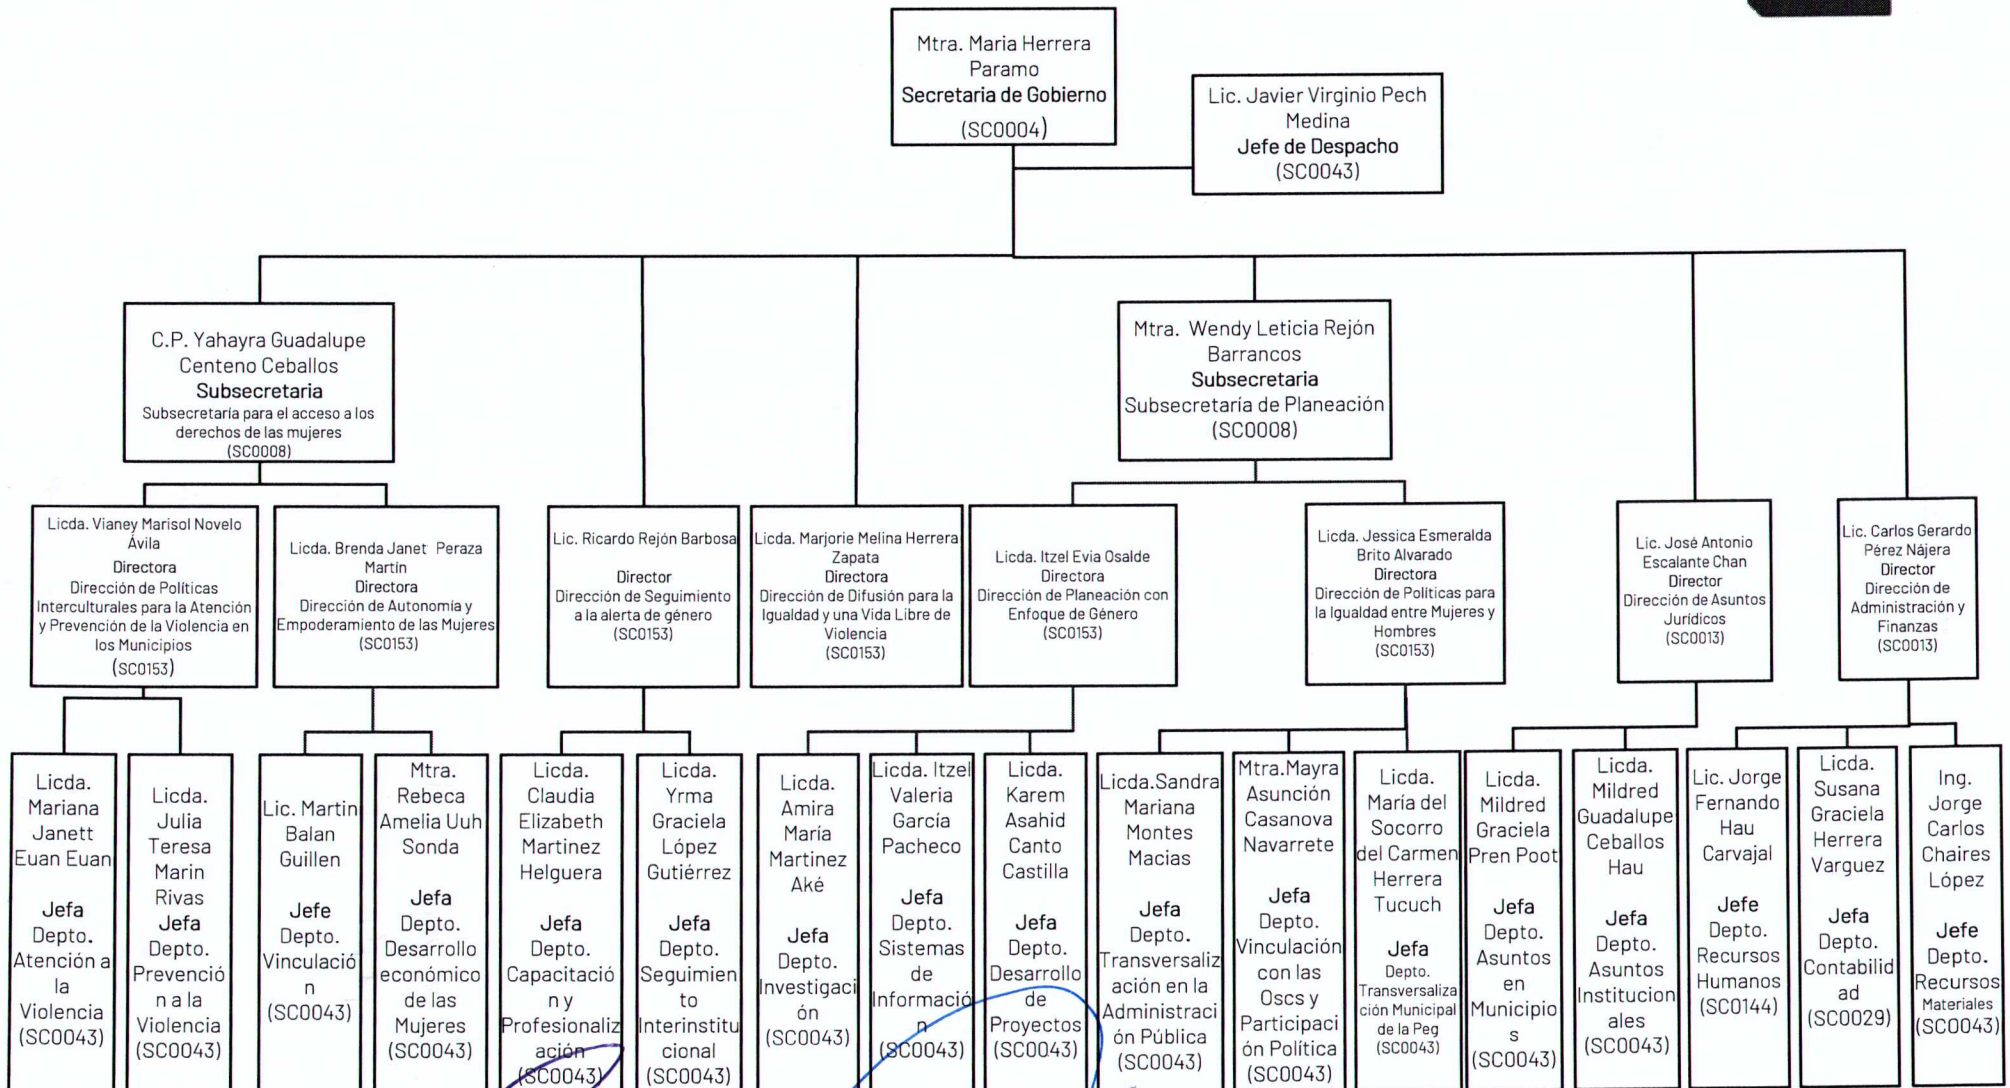 Mtra. Maria Herrera
Paramo
Secretaria de Gobierno
(SC0004)
Lic. Javier Virginio Pech
Medina
Jefe de Despacho
(SC0043)
C.P. Yahayra Guadalupe
Centeno Ceballos
Subsecretaria
Subsecretaría para el acceso a los
derechos de las mujeres
(SC0008)
Mtra. Wendy Leticia Rejón
Barrancos
Subsecretaria
Subsecretaría de Planeación
(SC0008)
Licda. Vianey Marisol Novelo
Ávila
Directora
Dirección de Políticas
Interculturales para la Atención
y Prevención de la Violencia en
los Municipios
(SC0153)
Licda. Brenda Janet Peraza
Martín
Directora
Dirección de Autonomía y
Empoderamiento de las Mujeres
(SC0153)
Lic. Ricardo Rejón Barbosa
Director
Dirección de Seguimiento
a la alerta de género
(SC0153)
Licda. Marjorie Melina Herrera
Zapata
Directora
Dirección de Difusión para la
Igualdad y una Vida Libre de
Violencia
(SC0153)
Licda. Itzel Evia Osalde
Directora
Dirección de Planeación con
Enfoque de Género
(SC0153)
Licda. Jessica Esmeralda
Brito Alvarado
Directora
Dirección de Políticas para
la Igualdad entre Mujeres y
Hombres
(SC0153)
Lic. José Antonio
Escalante Chan
Director
Dirección de Asuntos
Jurídicos
(SC0013)
Lic. Carlos Gerardo
Pérez Nájera
Director
Dirección de
Administración y
Finanzas
(SC0013)
Licda.
Mariana
Janett
Euan Euan
Jefa
Depto.
Atención a
la
Violencia
(SC0043)
Licda.
Julia
Teresa
Marin
Rivas
Jefa
Depto.
Prevenció
n a la
Violencia
(SC0043)
Lic. Martin
Balan
Guillen
Jefe
Depto.
Vinculació
n
(SC0043)
Mtra.
Rebeca
Amelia Uuh
Sonda
Jefa
Depto.
Desarrollo
económico
de las
Mujeres
(SC0043)
Licda.
Claudia
Elizabeth
Martinez
Helguera
Jefa
Depto.
Capacitació
n y
Profesionaliz
ación
(SC0043)
Licda.
Yrma
Graciela
López
Gutiérrez
Jefa
Depto.
Seguimien
to
Interinstitu
cional
(SC0043)
Licda.
Amira
María
Martinez
Aké
Jefa
Depto.
Investigaci
ón
(SC0043)
Licda. Itzel
Valeria
García
Pacheco
Jefa
Depto.
Sistemas
de
Informació
n
(SC0043)
Licda.
Karem
Asahid
Canto
Castilla
Jefa
Depto.
Desarrollo
de
Proyectos
(SC0043)
Licda.Sandra
Mariana
Montes
Macias
Jefa
Depto.
Transversaliz
ación en la
Administraci
ón Pública
(SC0043)
Mtra.Mayra
Asunción
Casanova
Navarrete
Jefa
Depto.
Vinculación
con las
Oscs y
Participaci
ón Política
(SC0043)
Licda.
María del
Socorro
del Carmen
Herrera
Tucuch
Jefa
Depto.
Transversaliza
ción Municipal
de la Peg
(SC0043)
Licda.
Mildred
Graciela
Pren Poot
Jefa
Depto.
Asuntos
en
Municipio
s
(SC0043)
Licda.
Mildred
Guadalupe
Ceballos
Hau
Jefa
Depto.
Asuntos
Institucion
ales
(SC0043)
Lic. Jorge
Fernando
Hau
Carvajal
Jefe
Depto.
Recursos
Humanos
(SC0144)
Licda.
Susana
Graciela
Herrera
Varguez
Jefa
Depto.
Contabilid
ad
(SC0029)
Ing.
Jorge
Carlos
Chaires
López
Jefe
Depto.
Recursos
Materiales
(SC0043)